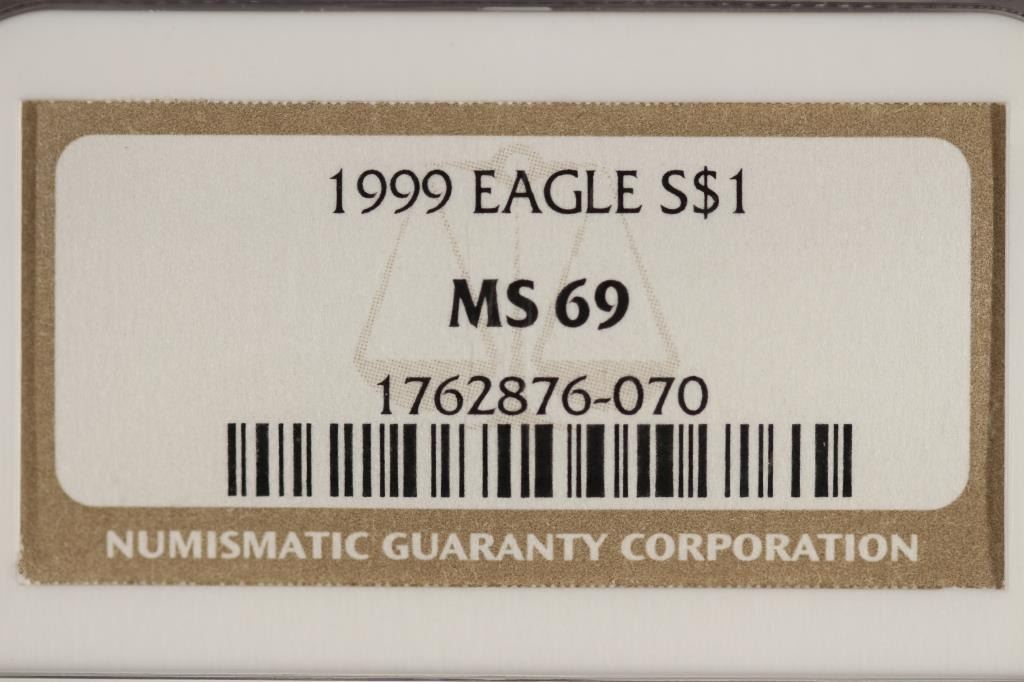 1999 EAGLE S$1
MS 69
1762876-070
NUMISMATIC GUARANTY CORPORATION